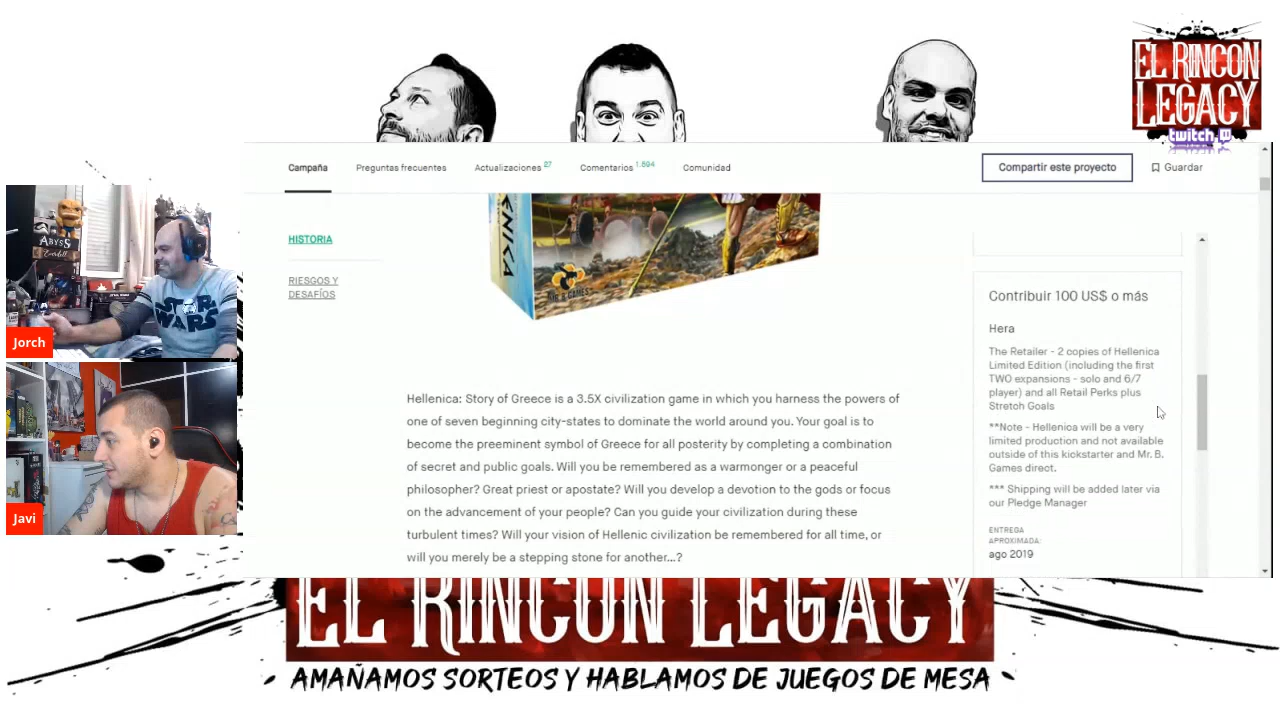 EL RINCON
LEGACY
twitch
Campaña
Preguntas frecuentes
Actualizaciones 27
Comentarios 1.594
Comunidad
Compartir este proyecto
Guardar
HISTORIA
RIESGOS Y
DESAFÍOS
MR B GAMES
ABYSS
STAR
WARS
Jorch
Javi
Hellenica: Story of Greece is a 3.5X civilization game in which you harness the powers of
one of seven beginning city-states to dominate the world around you. Your goal is to
become the preeminent symbol of Greece for all posterity by completing a combination
of secret and public goals. Will you be remembered as a warmonger or a peaceful
philosopher? Great priest or apostate? Will you develop a devotion to the gods or focus
on the advancement of your people? Can you guide your civilization during these
turbulent times? Will your vision of Hellenic civilization be remembered for all time, or
will you merely be a stepping stone for another...?
Contribuir 100 US$ o más
Hera
The Retailer - 2 copies of Hellenica
Limited Edition (including the first
TWO expansions - solo and 6/7
player) and all Retail Perks plus
Stretch Goals
**Note - Hellenica will be a very
limited production and not available
outside of this kickstarter and Mr. B.
Games direct.
*** Shipping will be added later via
our Pledge Manager
ENTREGA
APROXIMADA:
ago 2019
EL RINCON LEGACY
AMAÑAMOS SORTEOS Y HABLAMOS DE JUEGOS DE MESA